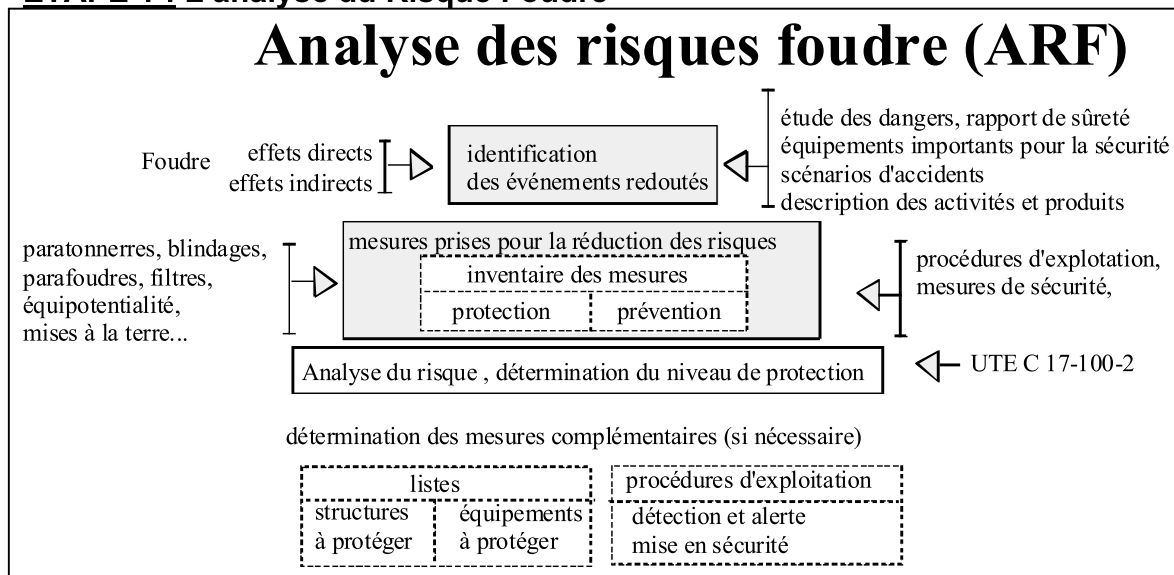 L'analyse du Risque Foudre
Analyse des risques foudre (ARF)
Foudre
effets directs
effets indirects
identification
des événements redoutés
étude des dangers, rapport de sûreté
équipements importants pour la sécurité
scénarios d'accidents
description des activités et produits
paratonnerres, blindages,
parafoudres, filtres,
équipotentialité,
mises à la terre...
mesures prises pour la réduction des risques
inventaire des mesures
protection
prévention
procédures d'explotation,
mesures de sécurité,
Analyse du risque , détermination du niveau de protection
UTE C 17-100-2
détermination des mesures complémentaires (si nécessaire)
listes
structures
à protéger
équipements
à protéger
procédures d'exploitation
détection et alerte
mise en sécurité